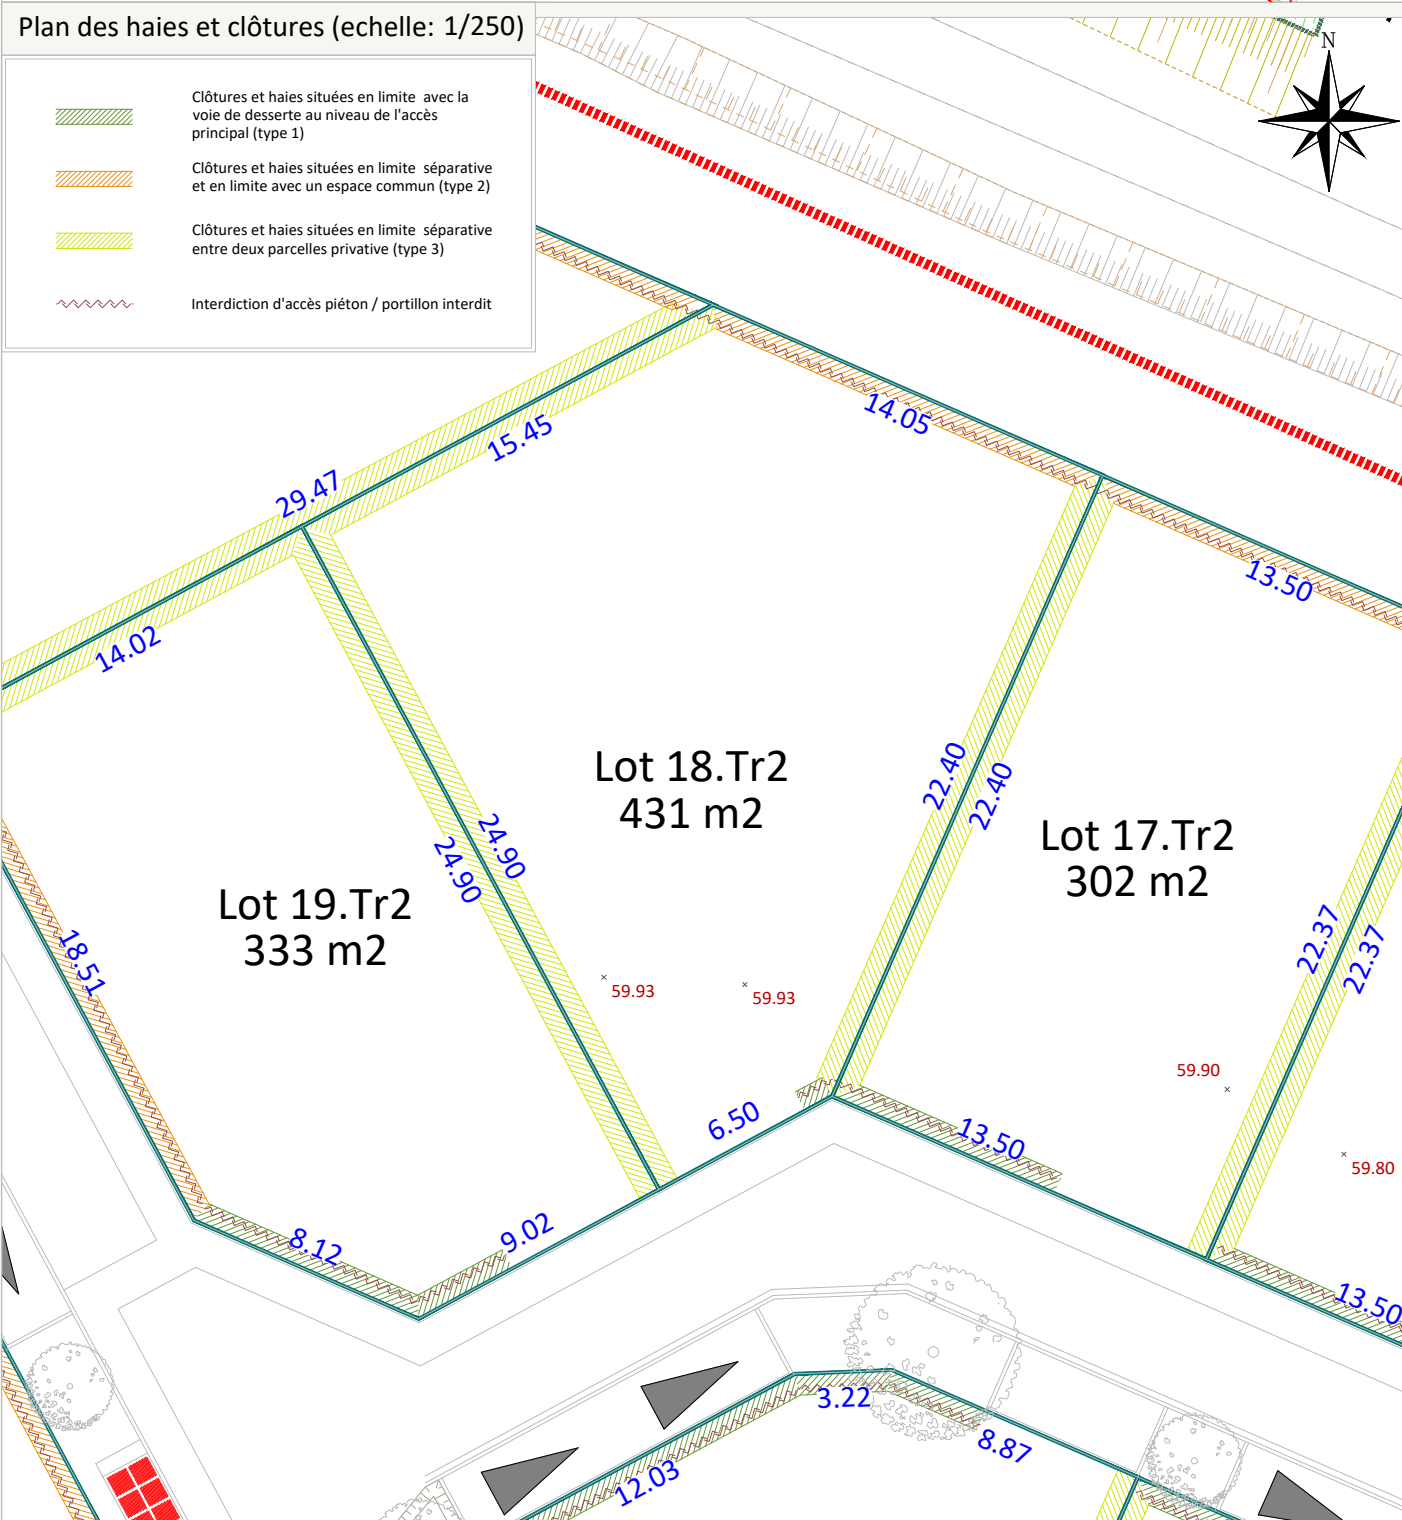 Plan des haies et clôtures (echelle: 1/250)
N
Clôtures et haies situées en limite avec la
voie de desserte au niveau de l'accès
principal (type 1)
Clôtures et haies situées en limite séparative
et en limite avec un espace commun (type 2)
Clôtures et haies situées en limite séparative
entre deux parcelles privative (type 3)
Interdiction d'accès piéton / portillon interdit
14.05
15.45
29.47
13.50
14.02
22.40
22.40
Lot 18.Tr2
431 m2
24.90
24.90
Lot 17.Tr2
302 m2
Lot 19.Tr2
333 m2
18.51
22.37
22.37
59.93
59.93
59.90
6.50
13.50
59.80
8.12
9.02
13.50
3.22
8.87
12.03